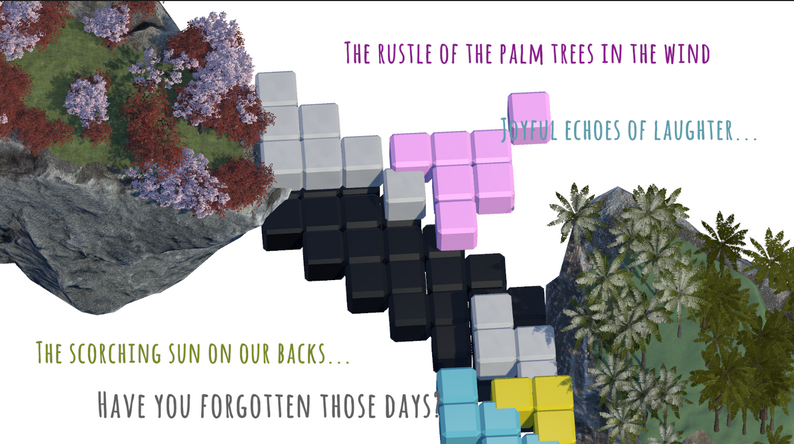 The rustle of the palm trees in the wind
Joyful echoes of laughter...
The scorching sun on our backs...
Have you forgotten those days?